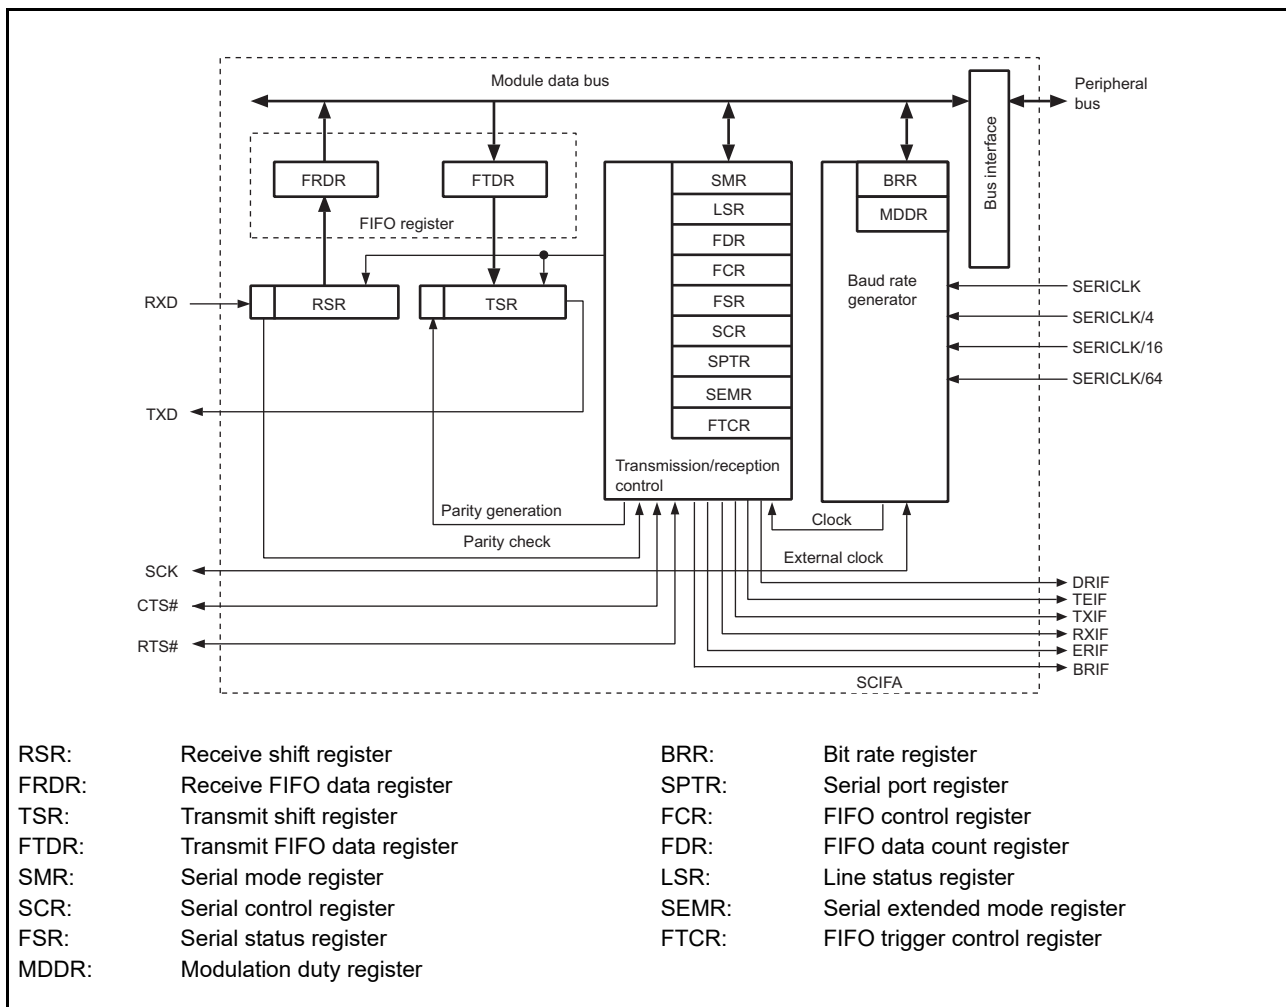 Module data bus
Peripheral
bus
Bus interface
FRDR
FTDR
FIFO register
SMR
LSR
FDR
FCR
FSR
SCR
SPTR
SEMR
FTCR
Transmission/reception
control
BRR
MDDR
Baud rate
generator
RXD
RSR
TSR
SERICLK
SERICLK/4
SERICLK/16
SERICLK/64
TXD
Parity generation
Parity check
Clock
External clock
SCK
CTS#
RTS#
DRIF
TEIF
TXIF
RXIF
ERIF
BRIF
SCIFA
RSR: Receive shift register
FRDR: Receive FIFO data register
TSR: Transmit shift register
FTDR: Transmit FIFO data register
SMR: Serial mode register
SCR: Serial control register
FSR: Serial status register
MDDR: Modulation duty register
BRR: Bit rate register
SPTR: Serial port register
FCR: FIFO control register
FDR: FIFO data count register
LSR: Line status register
SEMR: Serial extended mode register
FTCR: FIFO trigger control register